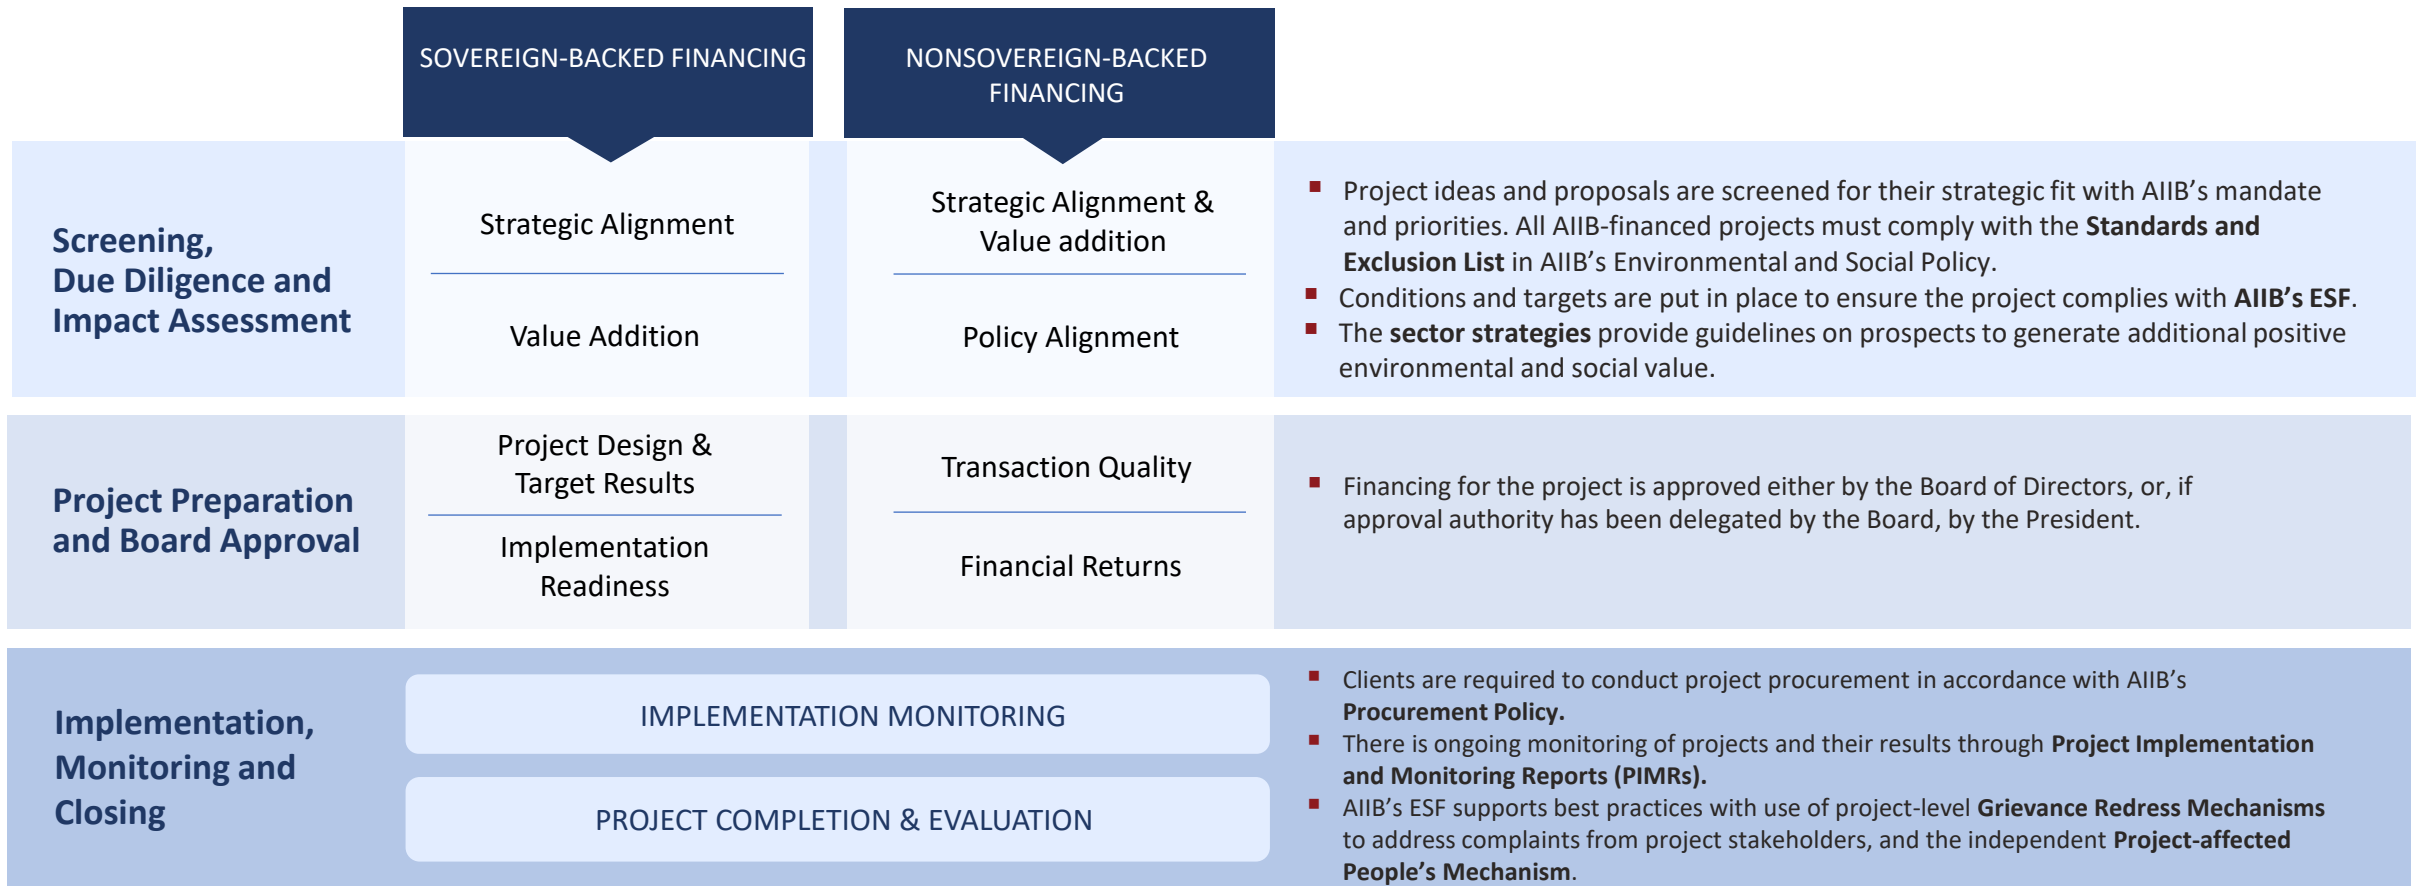 SOVEREIGN-BACKED FINANCING
NONSOVEREIGN-BACKED
FINANCING
Screening,
Due Diligence and
Impact Assessment
Strategic Alignment
Value Addition
Strategic Alignment &
Value addition
Policy Alignment
▪ Project ideas and proposals are screened for their strategic fit with AIIB’s mandate
and priorities. All AIIB-financed projects must comply with the Standards and
Exclusion List in AIIB’s Environmental and Social Policy.
▪ Conditions and targets are put in place to ensure the project complies with AIIB’s ESF.
▪ The sector strategies provide guidelines on prospects to generate additional positive
environmental and social value.
Project Preparation
and Board Approval
Project Design &
Target Results
Implementation
Readiness
Transaction Quality
Financial Returns
▪ Financing for the project is approved either by the Board of Directors, or, if
approval authority has been delegated by the Board, by the President.
Implementation,
Monitoring and
Closing
IMPLEMENTATION MONITORING
PROJECT COMPLETION & EVALUATION
▪ Clients are required to conduct project procurement in accordance with AIIB’s
Procurement Policy.
▪ There is ongoing monitoring of projects and their results through Project Implementation
and Monitoring Reports (PIMRs).
▪ AIIB’s ESF supports best practices with use of project-level Grievance Redress Mechanisms
to address complaints from project stakeholders, and the independent Project-affected
People’s Mechanism.